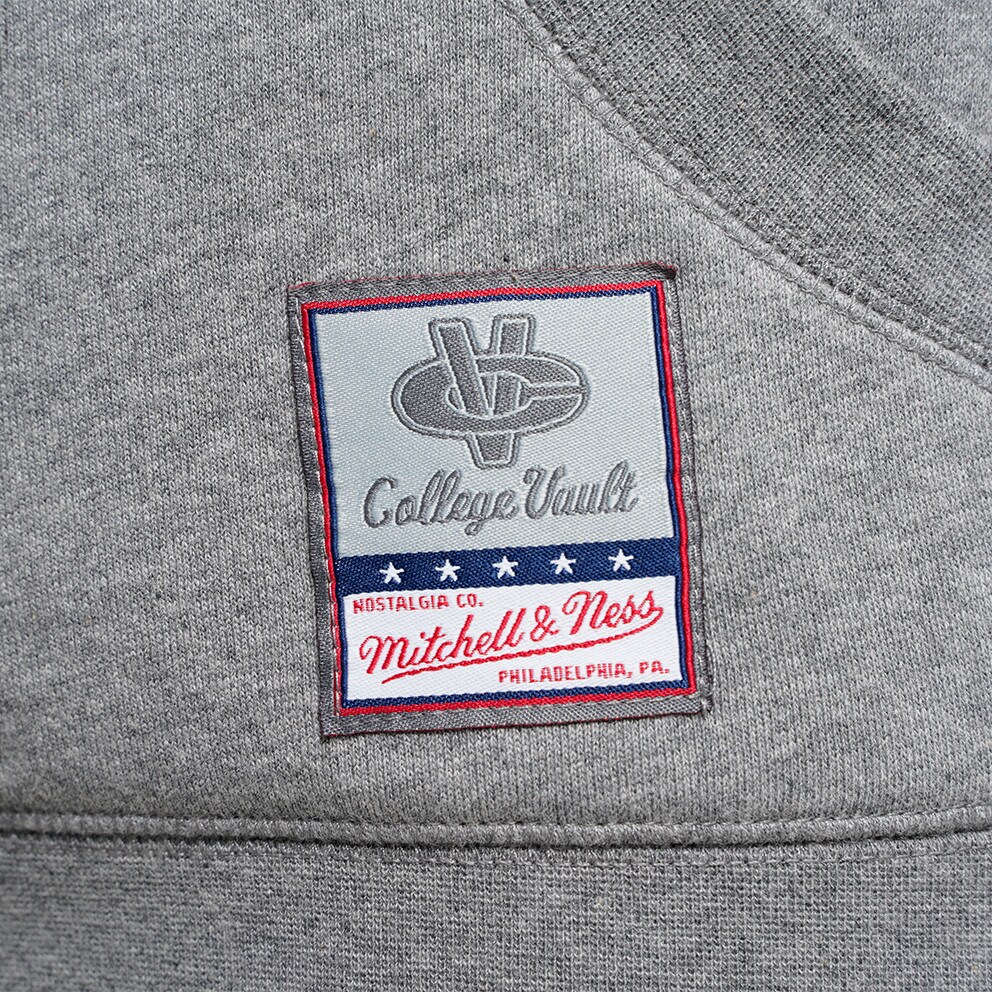 VC
College Vault
NOSTALGIA CO.
Mitchell & Ness
PHILADELPHIA, PA.